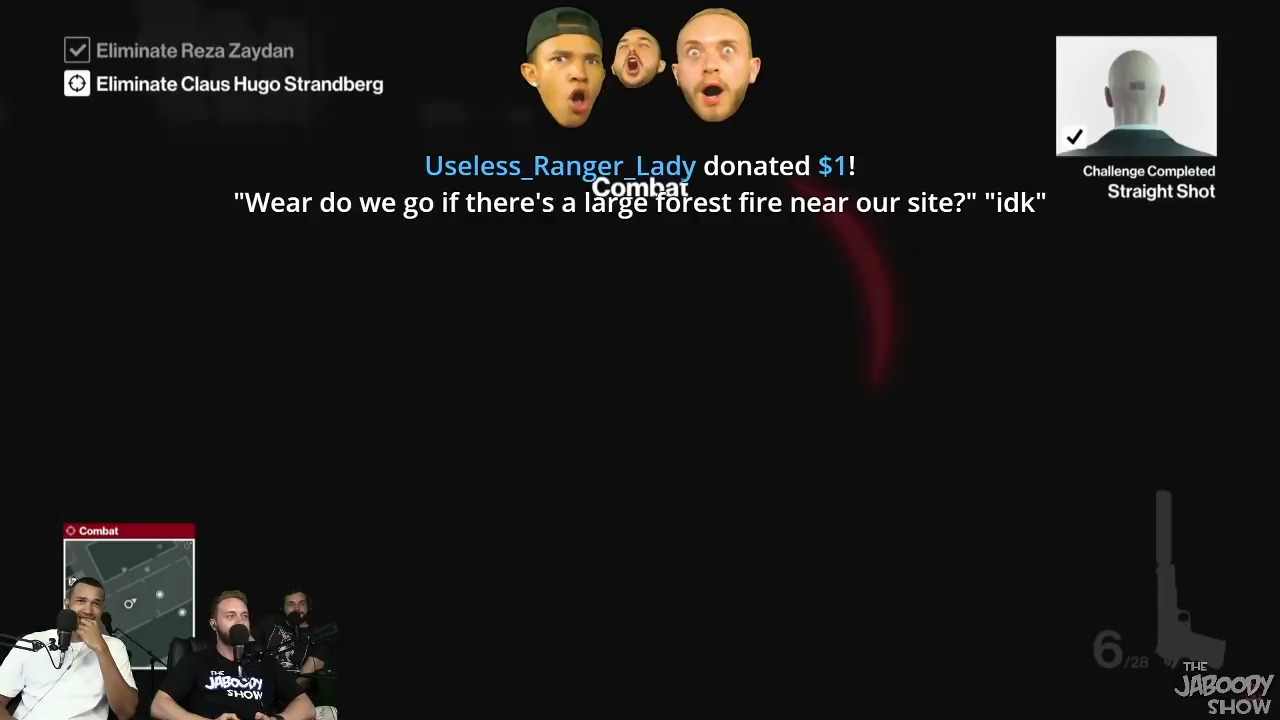 Eliminate Reza Zaydan
Eliminate Claus Hugo Strandberg
Useless_Ranger_Lady donated $1!
Combat
"Wear do we go if there's a large forest fire near our site?" "idk"
Challenge Completed
Straight Shot
Combat
THE
JABOODY
SHOW
6/28
THE
JABOODY
SHOW